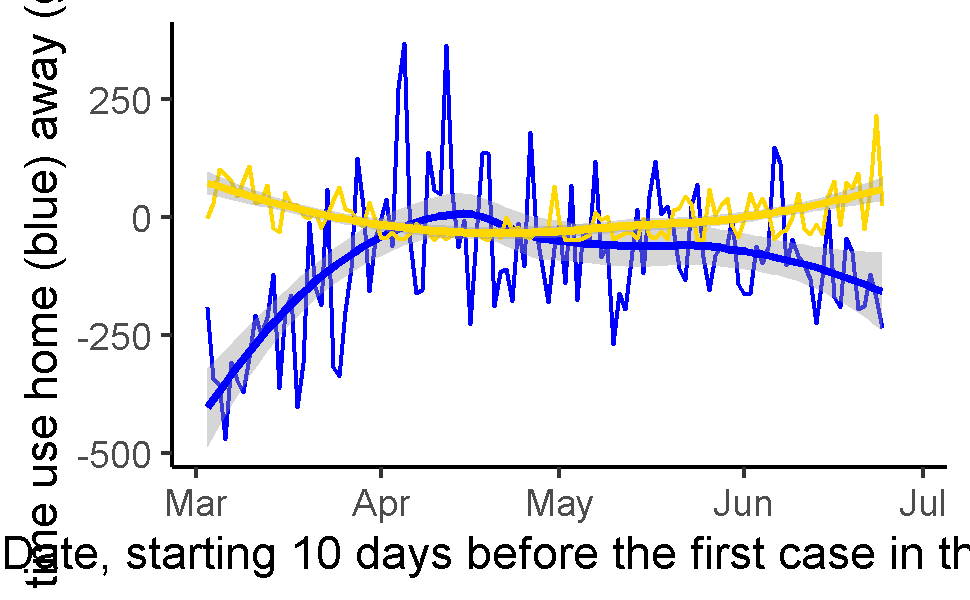 time use home (blue) away (
250
0
-250
-500
Mar Apr May Jun Jul
Date, starting 10 days before the first case in th